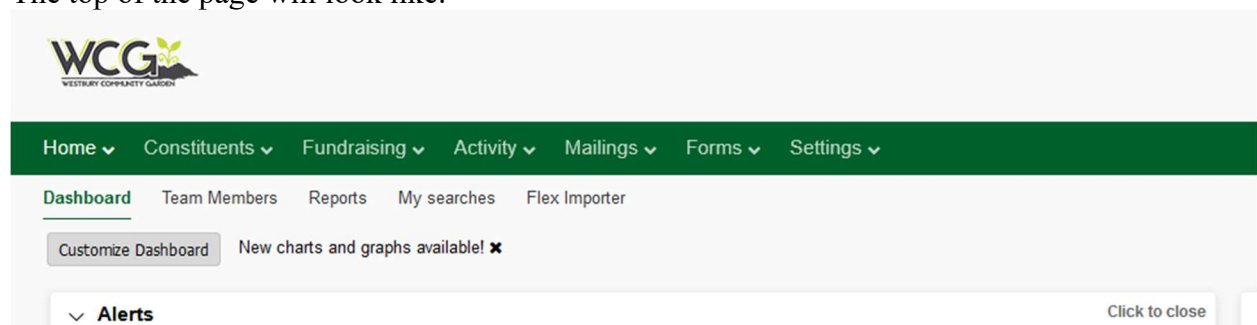 The top of the page will look like:
WCG
WESTBURY COMMUNITY GARDEN
Home Constituents Fundraising Activity Mailings Forms Settings
Dashboard Team Members Reports My searches Flex Importer
Customize Dashboard New charts and graphs available! ✖
Alerts Click to close